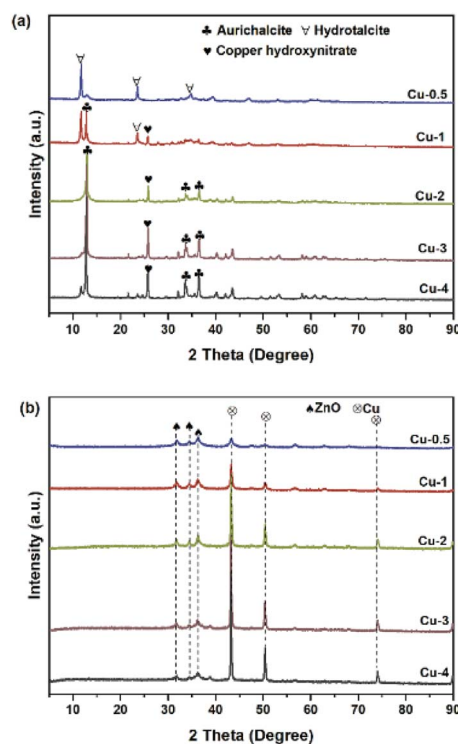 (a)
♣ Aurichalcite ∀ Hydrotalcite
♥ Copper hydroxynitrate
Cu-0.5
Cu-1
Cu-2
Cu-3
Cu-4
Intensity (a.u.)
10 20 30 40 50 60 70 80 90
2 Theta (Degree)
(b)
♠ZnO ⊗Cu
Cu-0.5
Cu-1
Cu-2
Cu-3
Cu-4
Intensity (a.u.)
10 20 30 40 50 60 70 80 90
2 Theta (Degree)